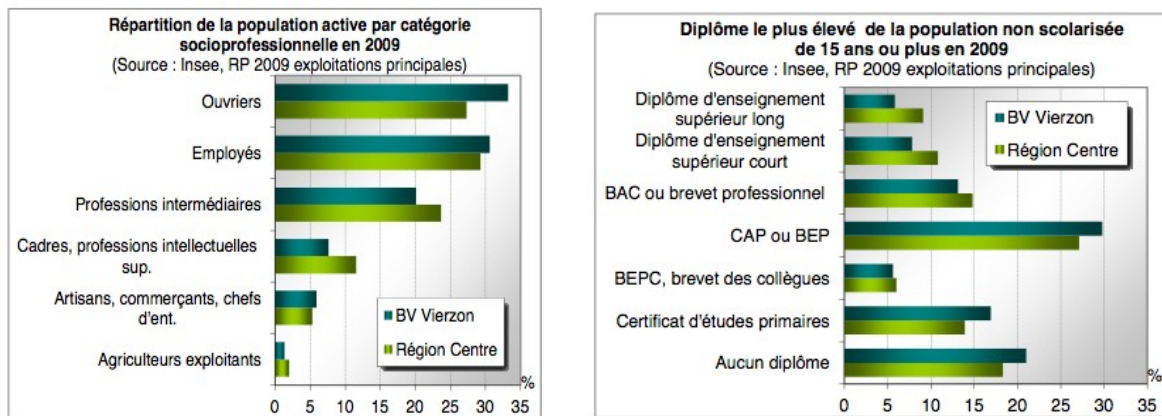 Répartition de la population active par catégorie
socioprofessionnelle en 2009
(Source : Insee, RP 2009 exploitations principales)
Ouvriers
Employés
Professions intermédiaires
Cadres, professions intellectuelles
sup.
Artisans, commerçants, chefs
d'ent.
Agriculteurs exploitants
BV Vierzon
Région Centre
%
0 5 10 15 20 25 30 35
Diplôme le plus élevé de la population non scolarisée
de 15 ans ou plus en 2009
(Source : Insee, RP 2009 exploitations principales)
Diplôme d'enseignement
supérieur long
Diplôme d'enseignement
supérieur court
BAC ou brevet professionnel
CAP ou BEP
BEPC, brevet des collègues
Certificat d'études primaires
Aucun diplôme
BV Vierzon
Région Centre
%
0 5 10 15 20 25 30 35